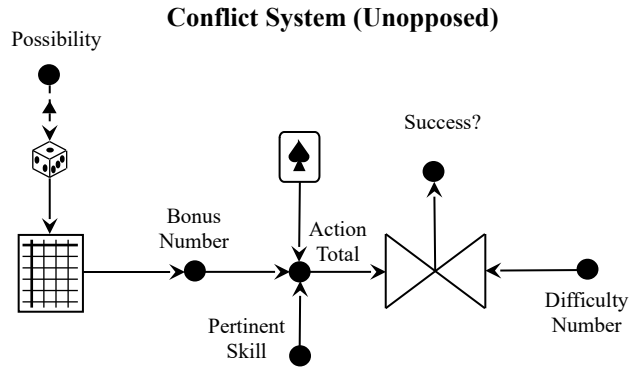 Conflict System (Unopposed)
Possibility
Success?
Bonus
Number
Action
Total
Pertinent
Skill
Difficulty
Number